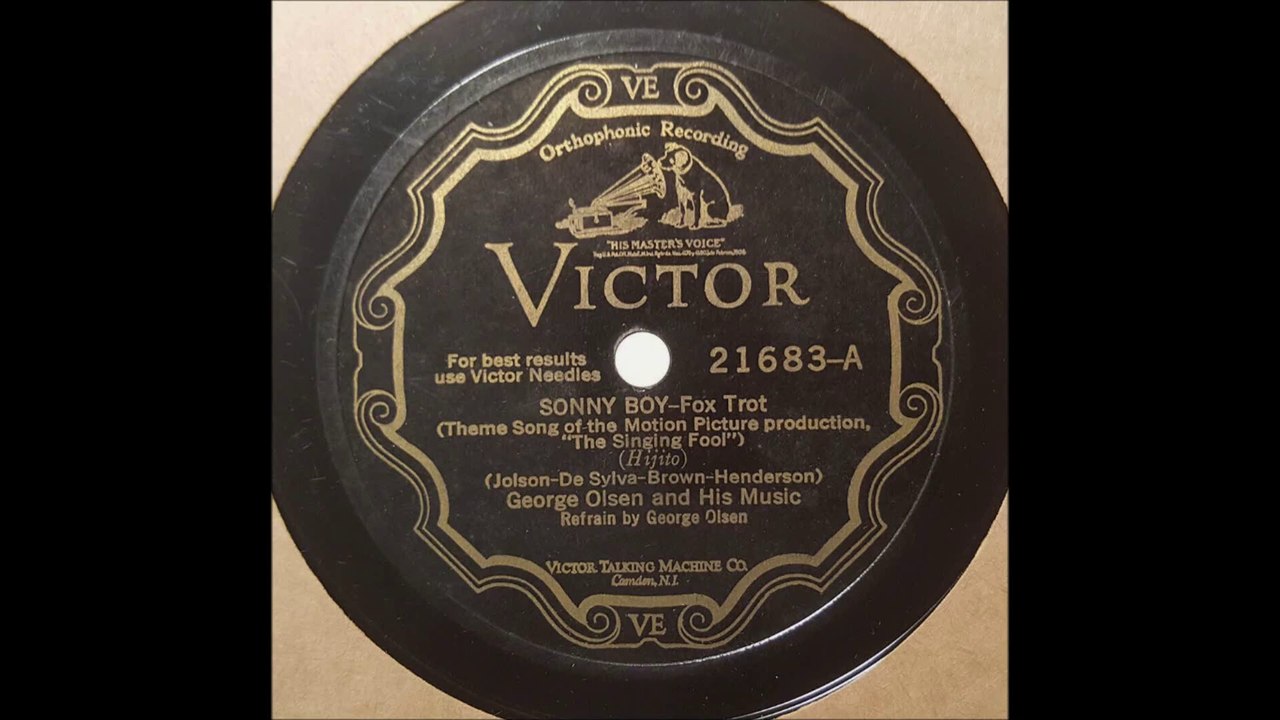 VE
Orthophonic Recording
"HIS MASTER'S VOICE"
VICTOR
For best results
use Victor Needles
21683-A
SONNY BOY-Fox Trot
(Theme Song of the Motion Picture production,
"The Singing Fool")
(Hijito)
(Jolson-De Sylva-Brown-Henderson)
George Olsen and His Music
Refrain by George Olsen
VICTOR TALKING MACHINE CO.
Camden, N.J.
VE